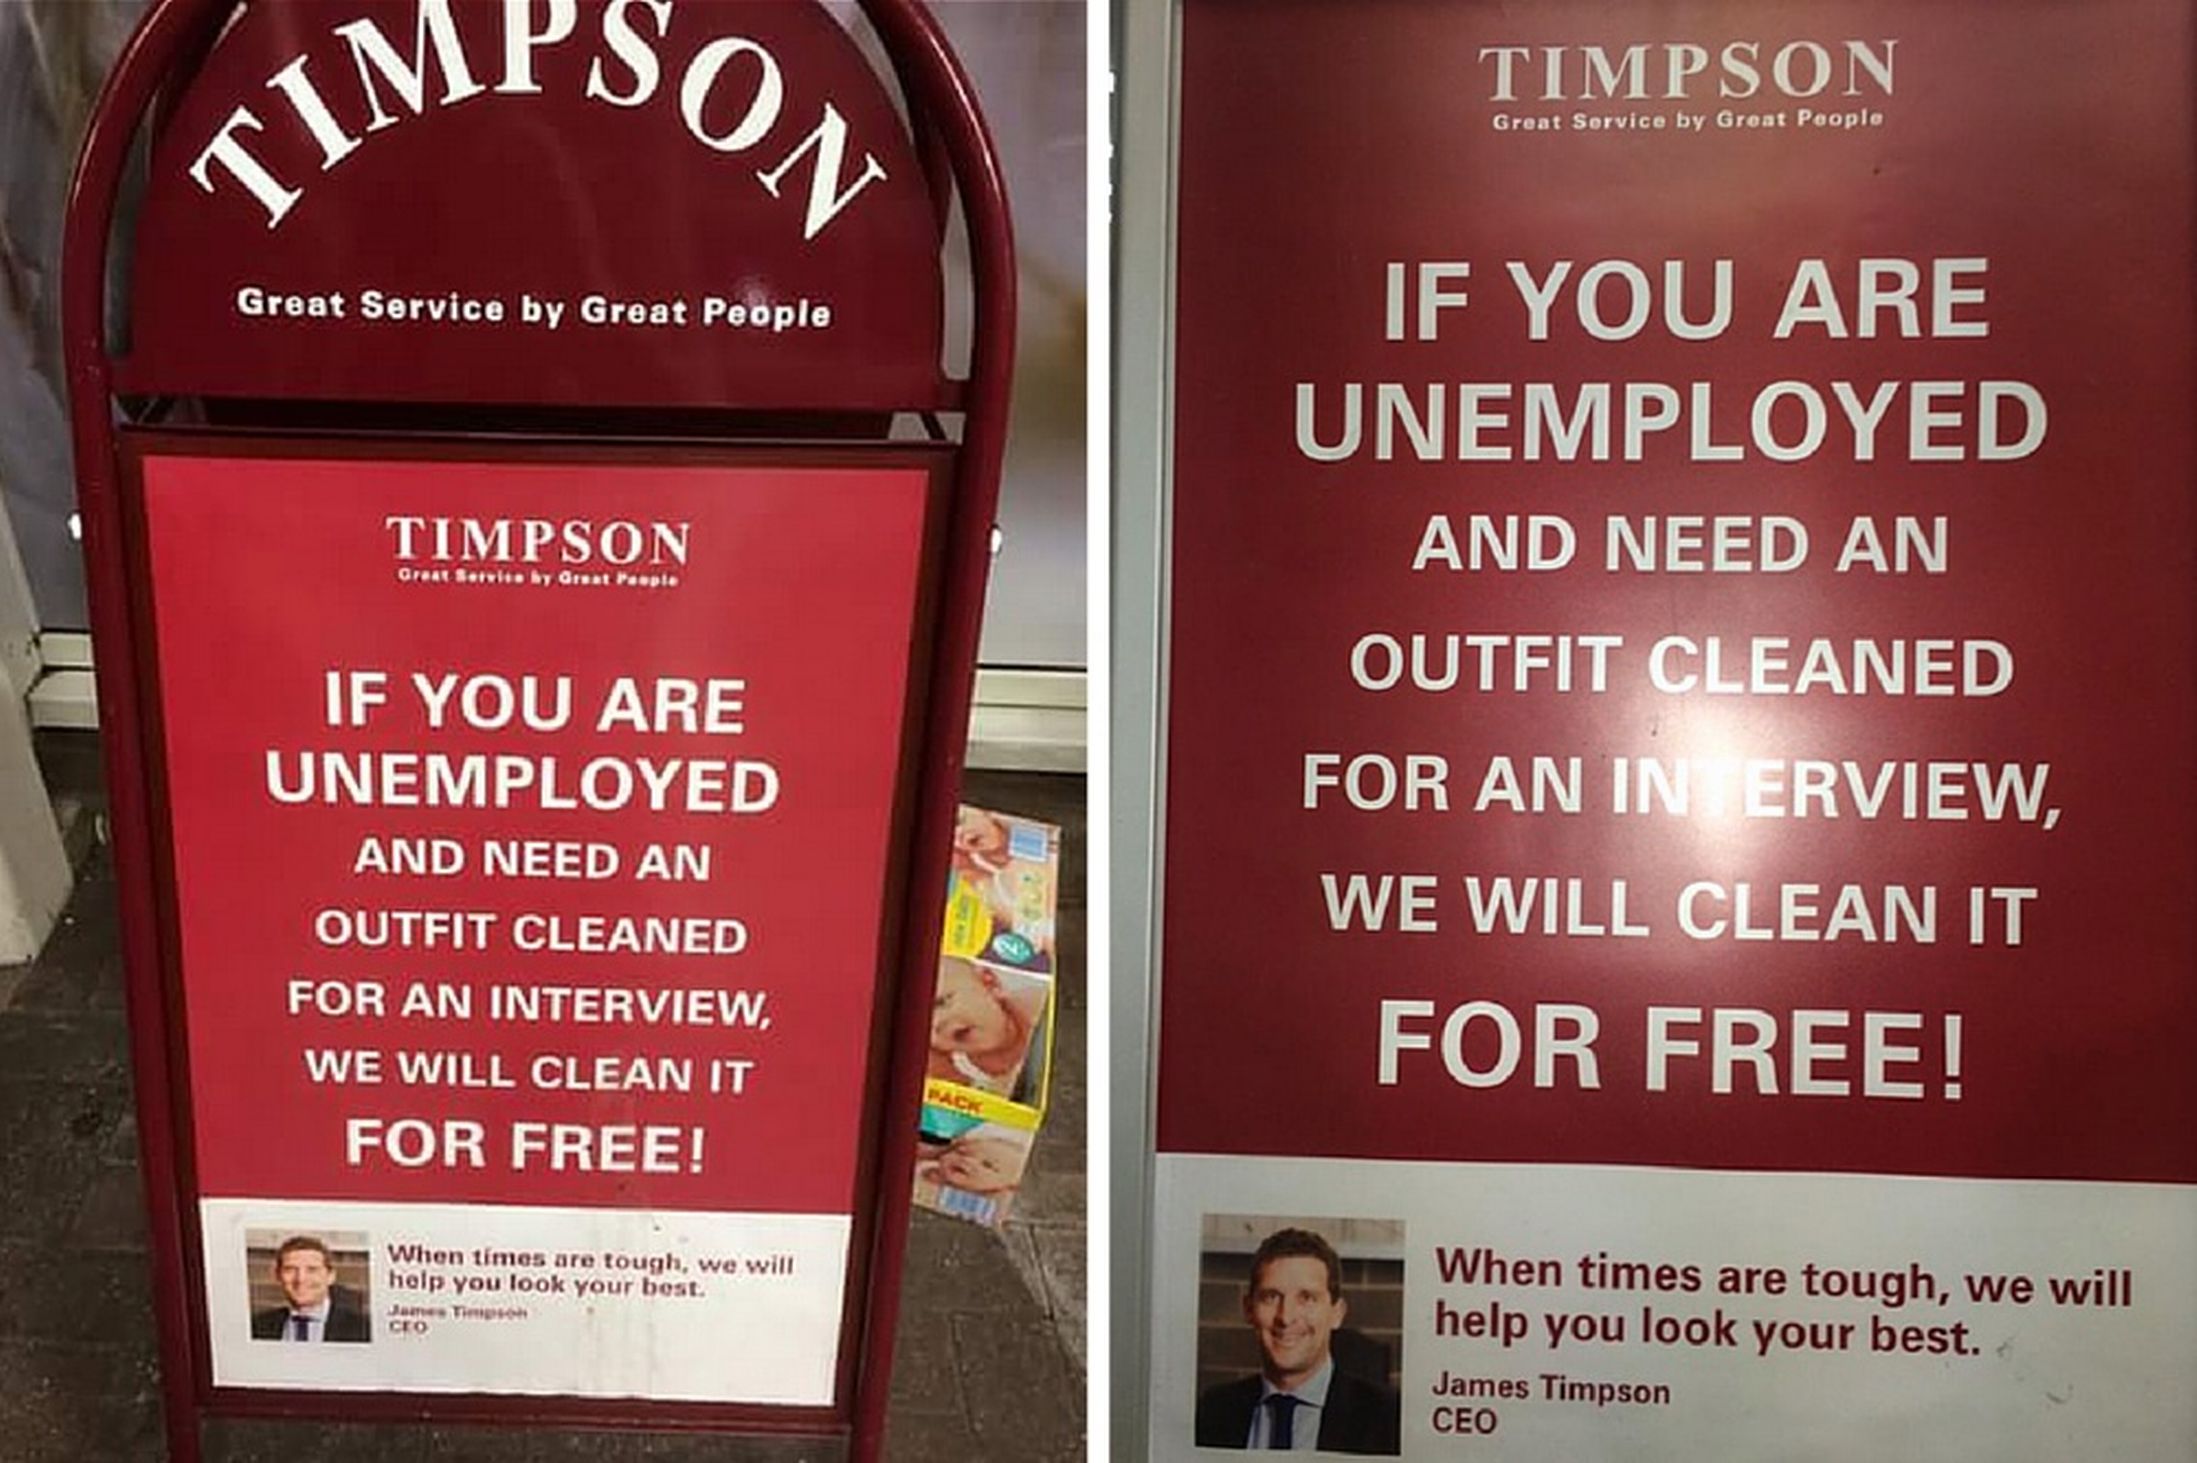 TIMPSON
Great Service by Great People
TIMPSON
Great Service by Great People
IF YOU ARE
UNEMPLOYED
AND NEED AN
OUTFIT CLEANED
FOR AN INTERVIEW,
WE WILL CLEAN IT
FOR FREE!
When times are tough, we will
help you look your best.
James Timpson
CEO
PACK
TIMPSON
Great Service by Great People
IF YOU ARE
UNEMPLOYED
AND NEED AN
OUTFIT CLEANED
FOR AN INTERVIEW,
WE WILL CLEAN IT
FOR FREE!
When times are tough, we will
help you look your best.
James Timpson
CEO